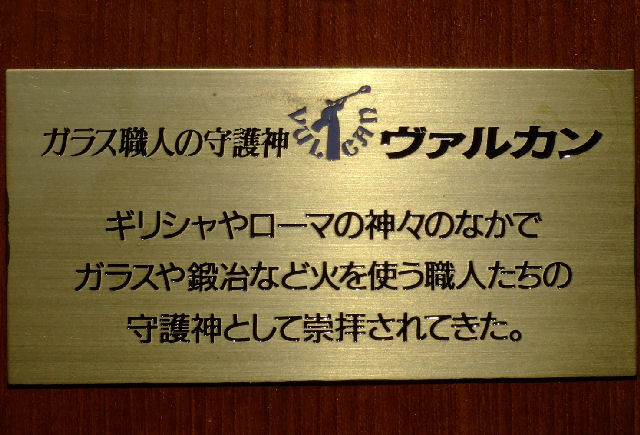 ガラス職人の守護神 VULCAN ヴァルカン
ギリシャやローマの神々のなかで
ガラスや鍛冶など火を使う職人たちの
守護神として崇拝されてきた。